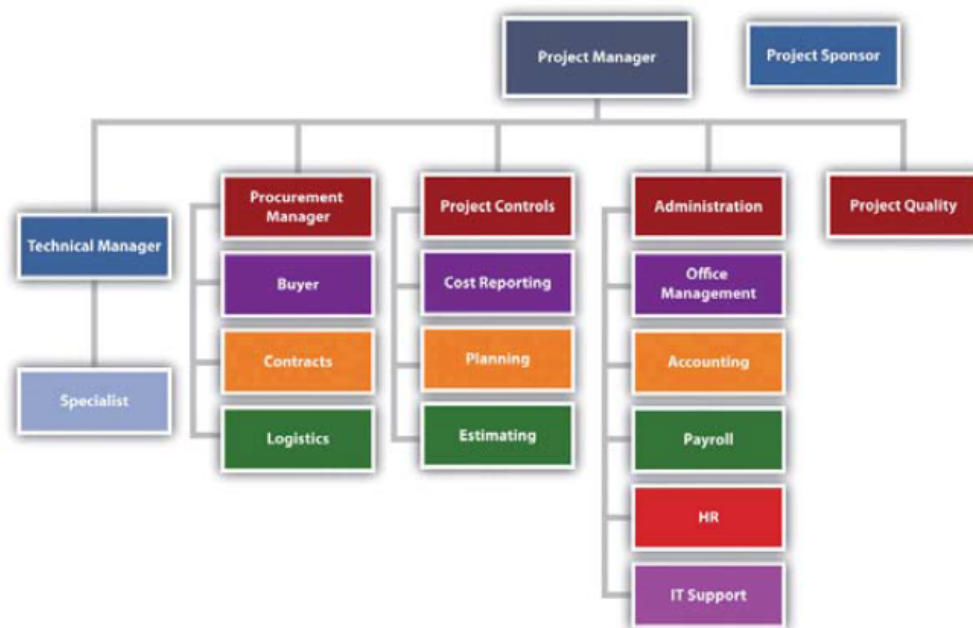 Project Manager
Project Sponsor
Technical Manager
Specialist
Procurement
Manager
Buyer
Contracts
Logistics
Project Controls
Cost Reporting
Planning
Estimating
Administration
Office
Management
Accounting
Payroll
HR
IT Support
Project Quality